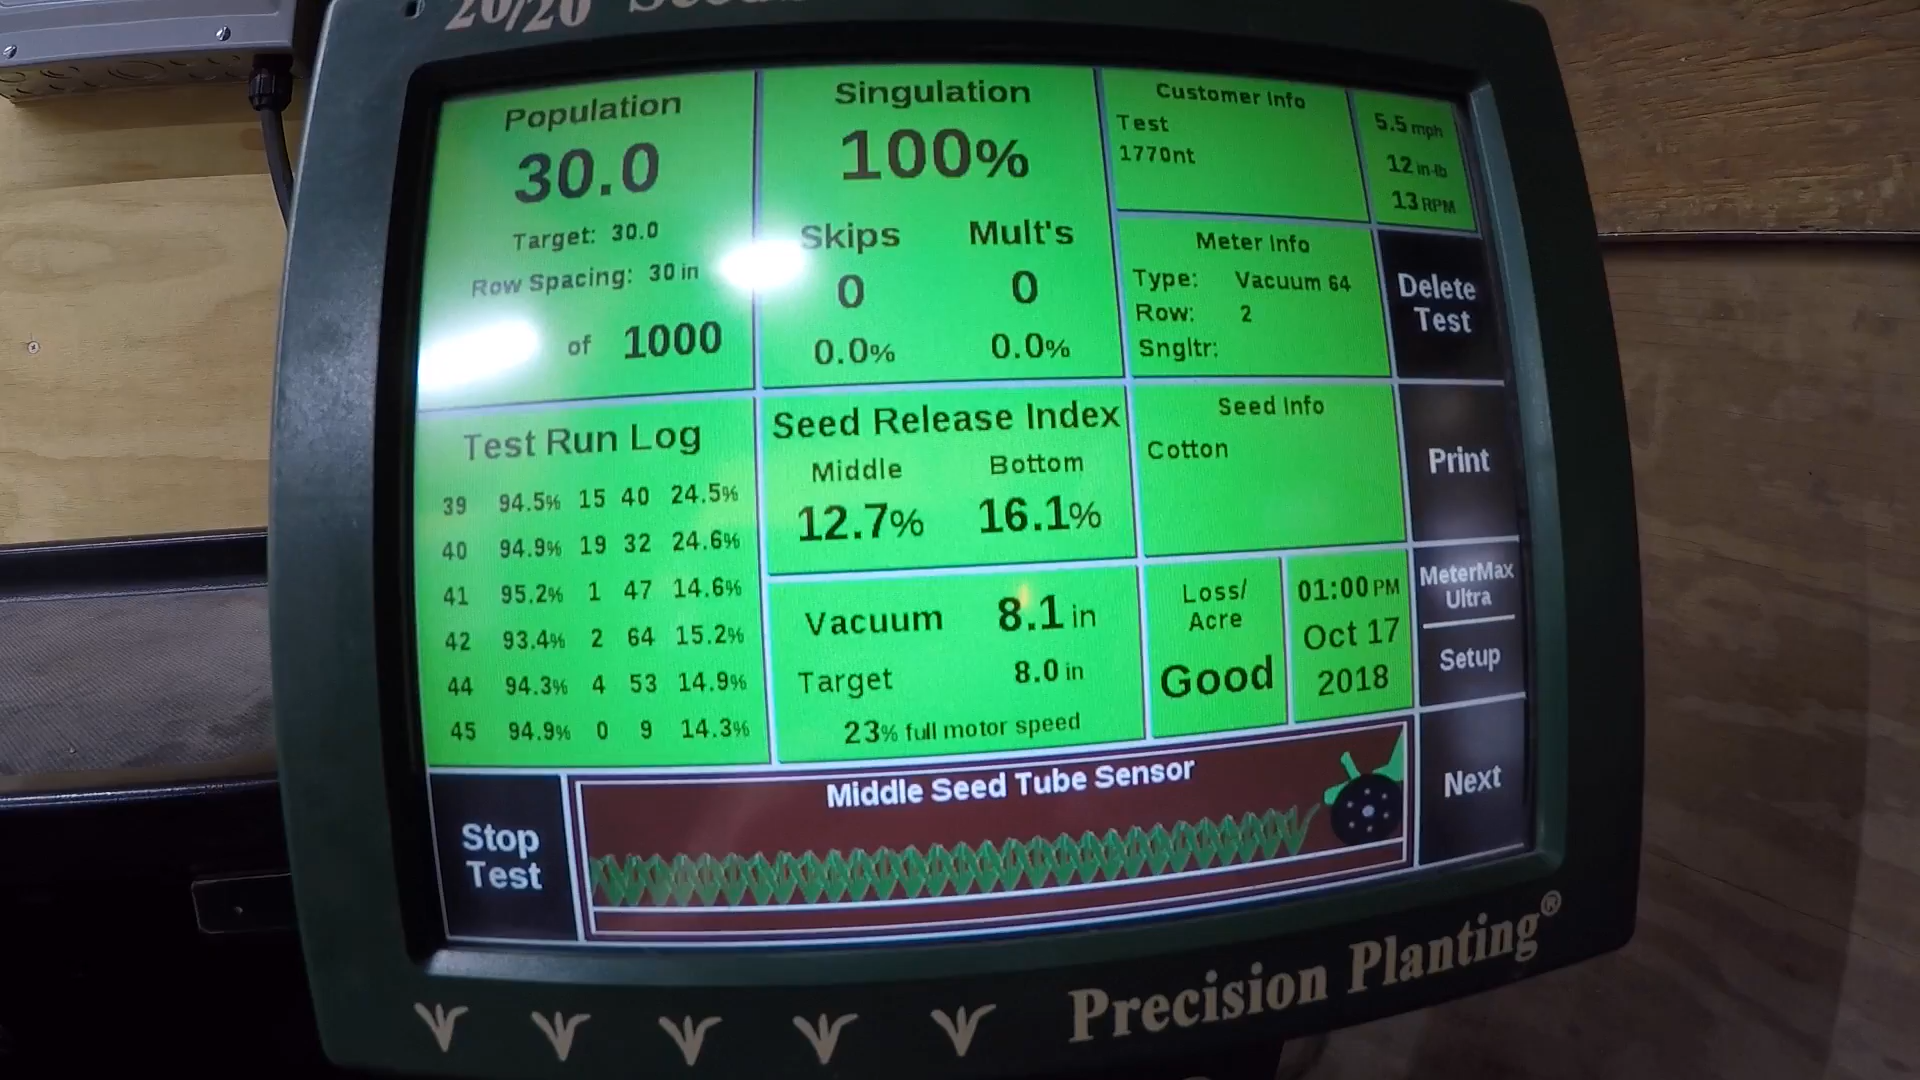 20/20
Population
30.0
Target: 30.0
Row Spacing: 30 in
of 1000
Singulation
100%
Skips Mult's
0 0
0.0% 0.0%
Customer Info
Test
1770nt
5.5 mph
12 in-lb
13 RPM
Meter Info
Type: Vacuum 64
Row: 2
Sngltr:
Delete
Test
Test Run Log
39 94.5% 15 40 24.5%
40 94.9% 19 32 24.6%
41 95.2% 1 47 14.6%
42 93.4% 2 64 15.2%
44 94.3% 4 53 14.9%
45 94.9% 0 9 14.3%
Seed Release Index
Middle Bottom
12.7% 16.1%
Seed Info
Cotton
Print
Vacuum 8.1 in
Target 8.0 in
23% full motor speed
Loss/
Acre
Good
01:00 PM
Oct 17
2018
MeterMax
Ultra
Setup
Stop
Test
Middle Seed Tube Sensor
Next
Precision Planting®